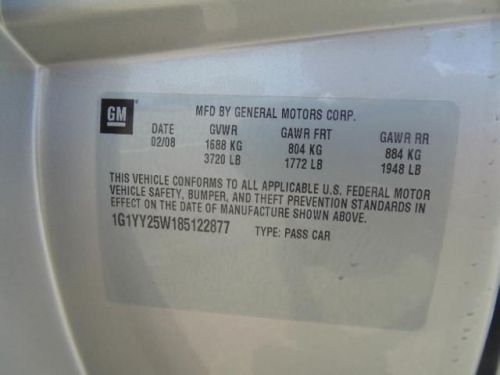 GM
MFD BY GENERAL MOTORS CORP.
DATE GVWR GAWR FRT GAWR RR
02/08 1688 KG 804 KG 884 KG
3720 LB 1772 LB 1948 LB
THIS VEHICLE CONFORMS TO ALL APPLICABLE U.S. FEDERAL MOTOR
VEHICLE SAFETY, BUMPER, AND THEFT PREVENTION STANDARDS IN
EFFECT ON THE DATE OF MANUFACTURE SHOWN ABOVE.
1G1YY25W185122877 TYPE: PASS CAR